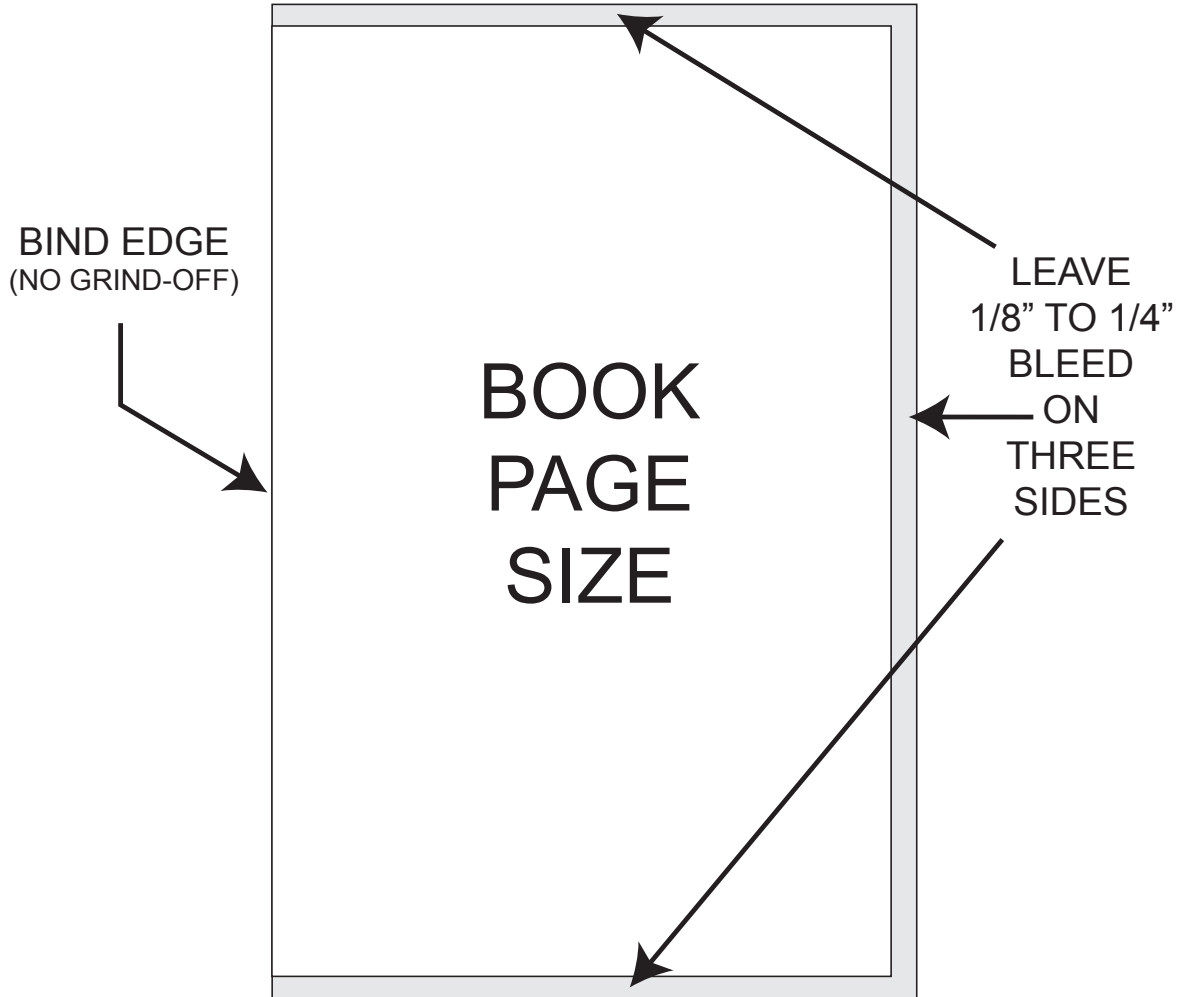 BIND EDGE
(NO GRIND-OFF)
BOOK
PAGE
SIZE
LEAVE
1/8” TO 1/4”
BLEED
ON
THREE
SIDES